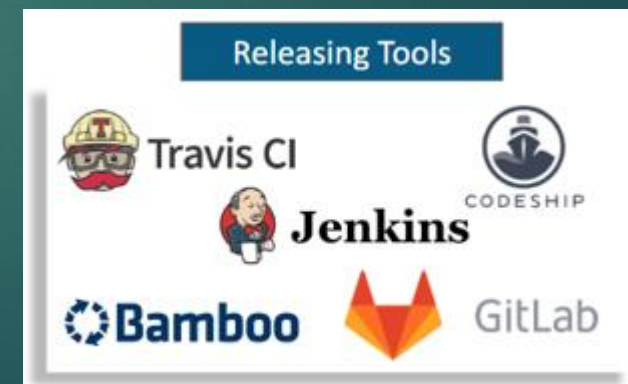 Releasing Tools
T
Travis CI
CODESHIP
Jenkins
Bamboo
GitLab